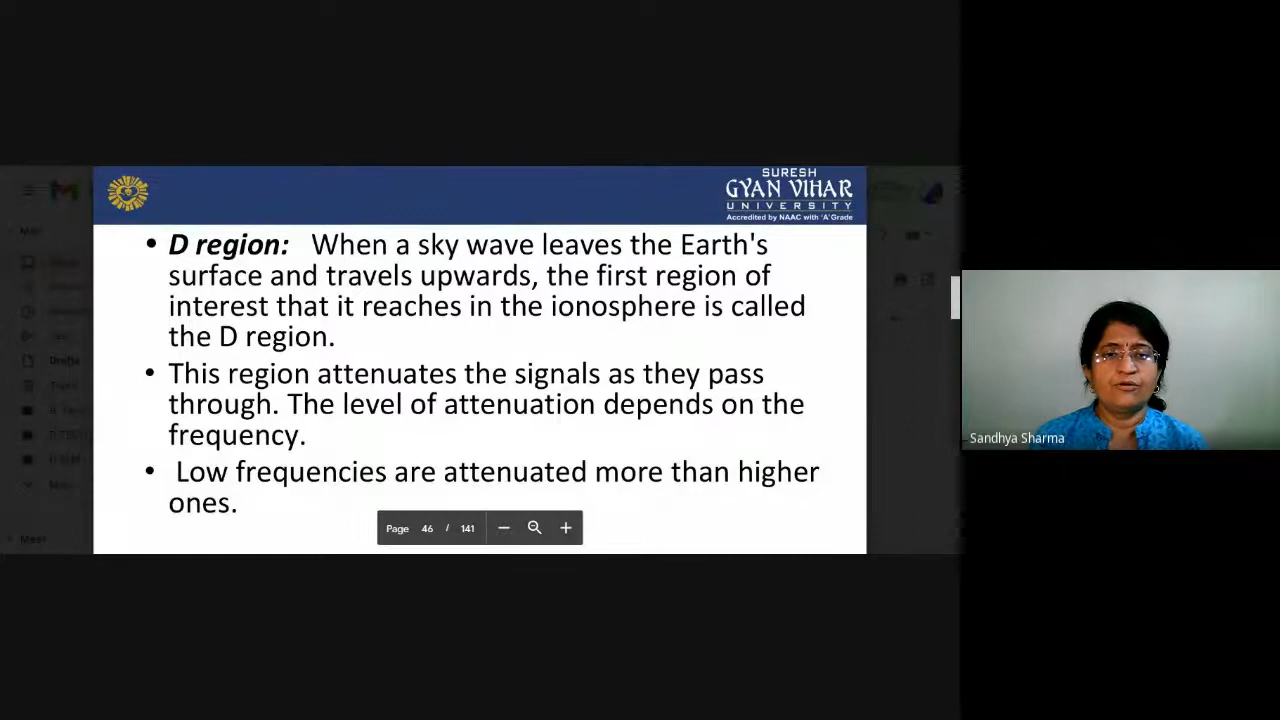 SURESH
GYAN VIHAR
UNIVERSITY
Accredited by NAAC with 'A' Grade
• D region: When a sky wave leaves the Earth's
surface and travels upwards, the first region of
interest that it reaches in the ionosphere is called
the D region.
• This region attenuates the signals as they pass
through. The level of attenuation depends on the
frequency.
• Low frequencies are attenuated more than higher
ones.
Page 46 / 141
Drafts
Meet
Sandhya Sharma